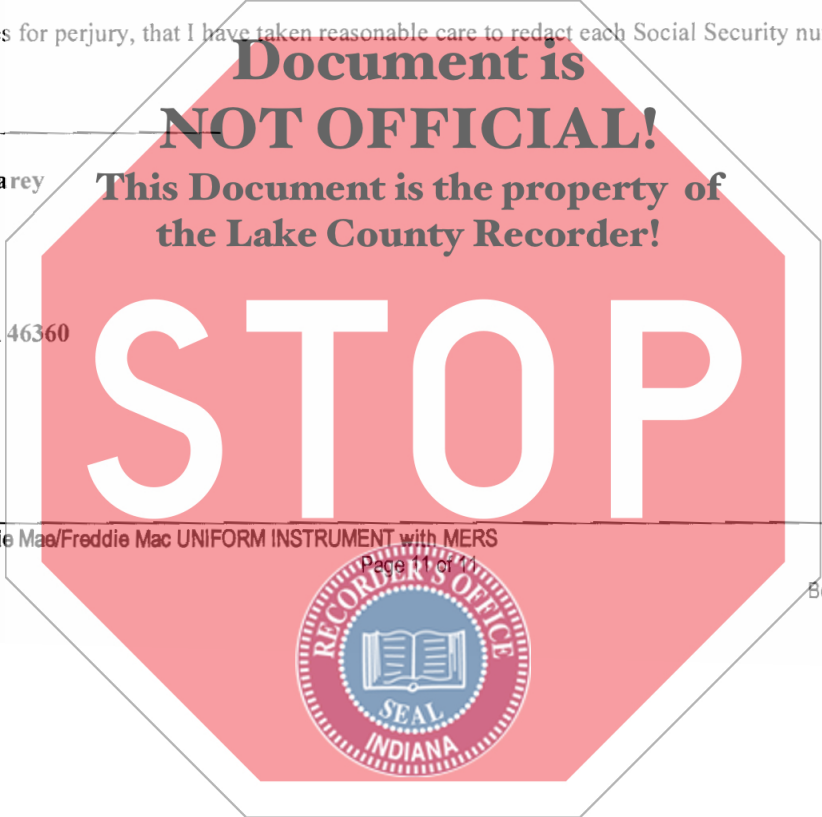 s for perjury, that I have taken reasonable care to redact each Social Security nu
Document is
NOT OFFICIAL!
arey
This Document is the property of
the Lake County Recorder!
46360
STOP
ie Mae/Freddie Mac UNIFORM INSTRUMENT with MERS
Page 11 of 11
RECORDER'S OFFICE
SEAL
INDIANA